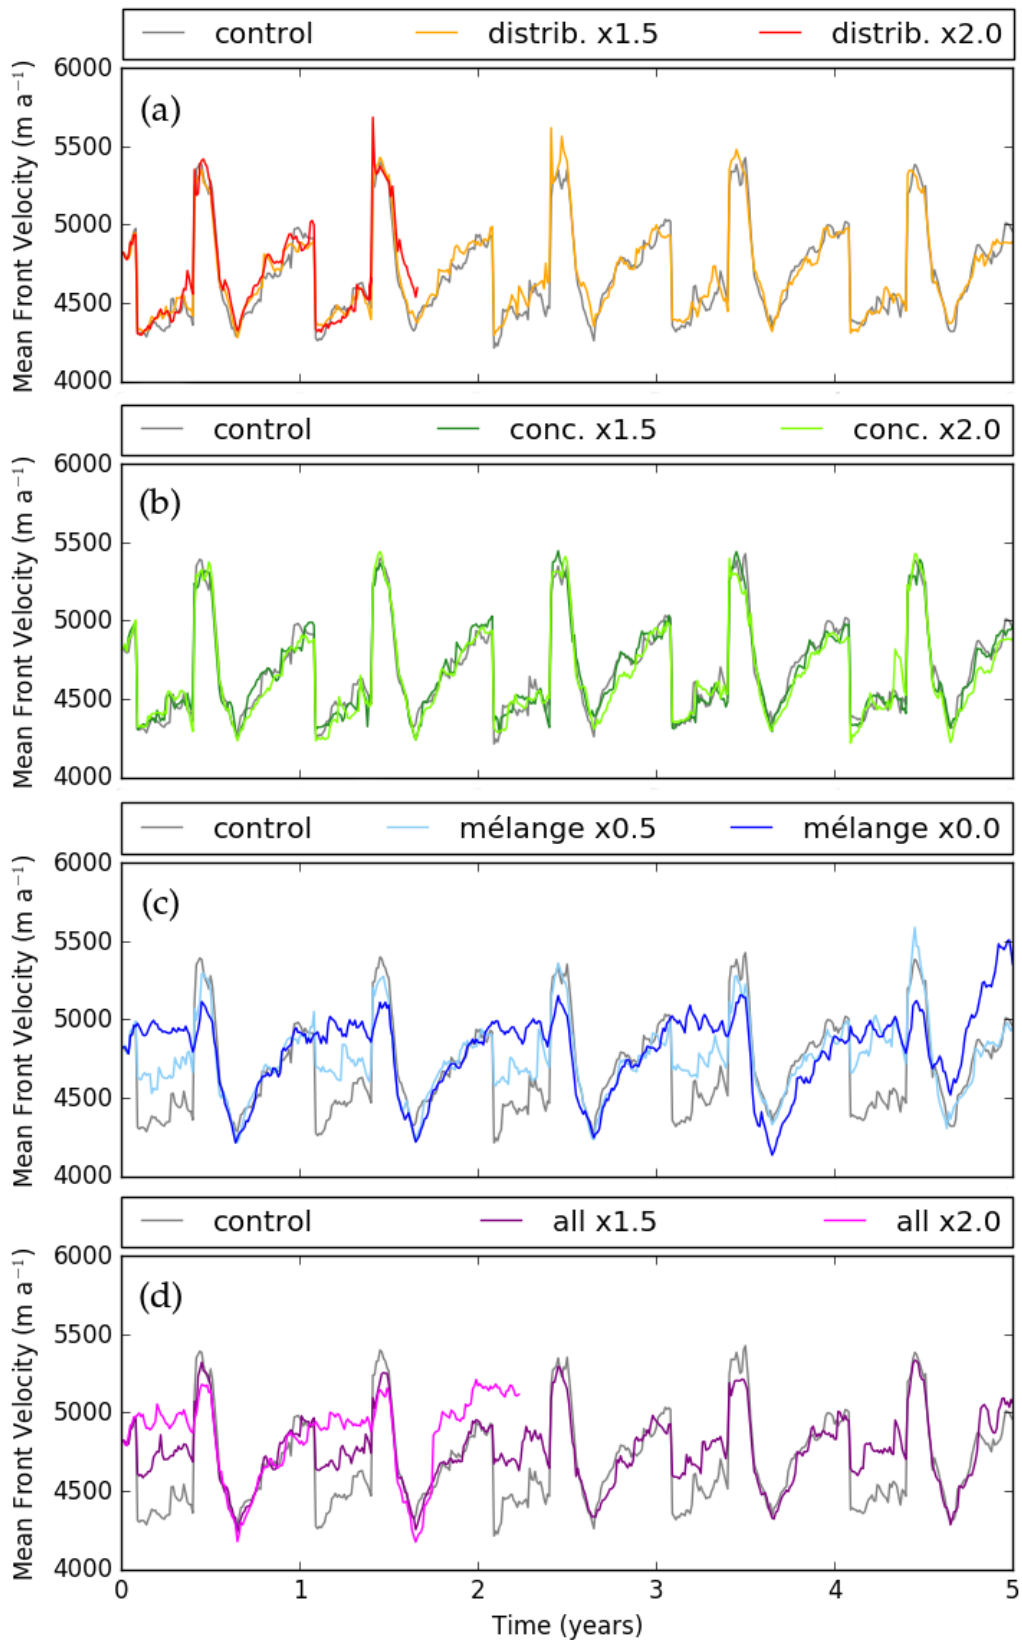 control distrib. x1.5 distrib. x2.0
(a)
Mean Front Velocity (m a⁻¹)
6000
5500
5000
4500
4000
control conc. x1.5 conc. x2.0
(b)
Mean Front Velocity (m a⁻¹)
6000
5500
5000
4500
4000
control mélange x0.5 mélange x0.0
(c)
Mean Front Velocity (m a⁻¹)
6000
5500
5000
4500
4000
control all x1.5 all x2.0
(d)
Mean Front Velocity (m a⁻¹)
6000
5500
5000
4500
4000
0 1 2 3 4 5
Time (years)